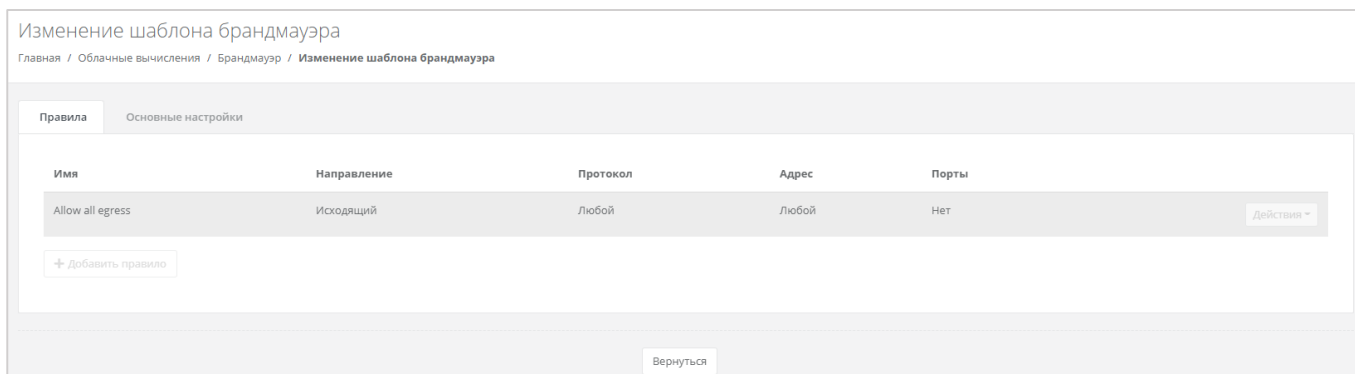 Изменение шаблона брандмауэра
Главная / Облачные вычисления / Брандмауэр / Изменение шаблона брандмауэра
Правила Основные настройки
Имя Направление Протокол Адрес Порты
Allow all egress Исходящий Любой Любой Нет Действия
+ Добавить правило
Вернуться